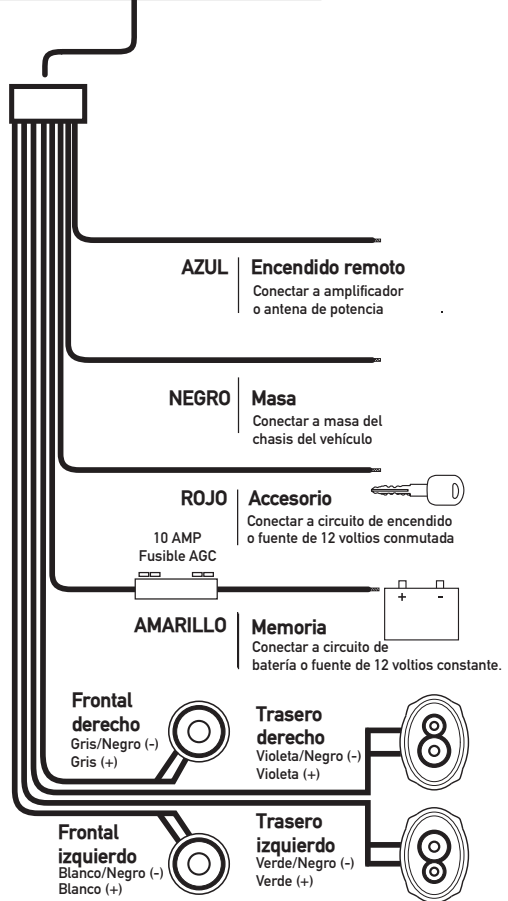 AZUL
Encendido remoto
Conectar a amplificador
o antena de potencia
NEGRO
Masa
Conectar a masa del
chasis del vehículo
ROJO
Accesorio
Conectar a circuito de encendido
o fuente de 12 voltios conmutada
10 AMP
Fusible AGC
+ -
AMARILLO
Memoria
Conectar a circuito de
batería o fuente de 12 voltios constante.
Frontal
derecho
Gris/Negro (-)
Gris (+)
Trasero
derecho
Violeta/Negro (-)
Violeta (+)
Frontal
izquierdo
Blanco/Negro (-)
Blanco (+)
Trasero
izquierdo
Verde/Negro (-)
Verde (+)